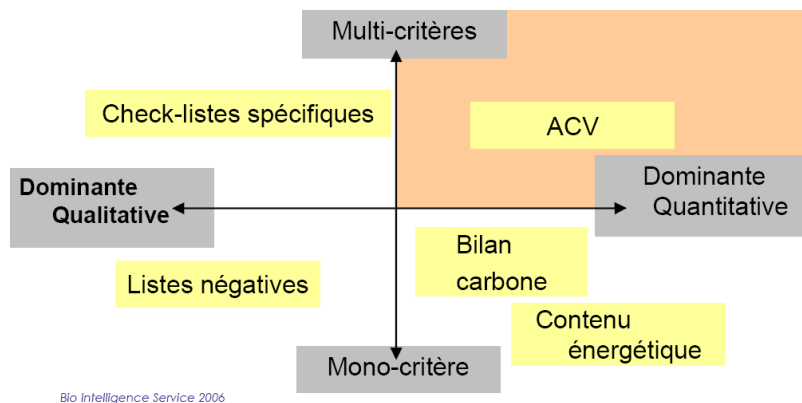 Multi-critères
Check-listes spécifiques
ACV
Dominante
Qualitative
Dominante
Quantitative
Bilan
carbone
Listes négatives
Contenu
énergétique
Mono-critère
Bio Intelligence Service 2006